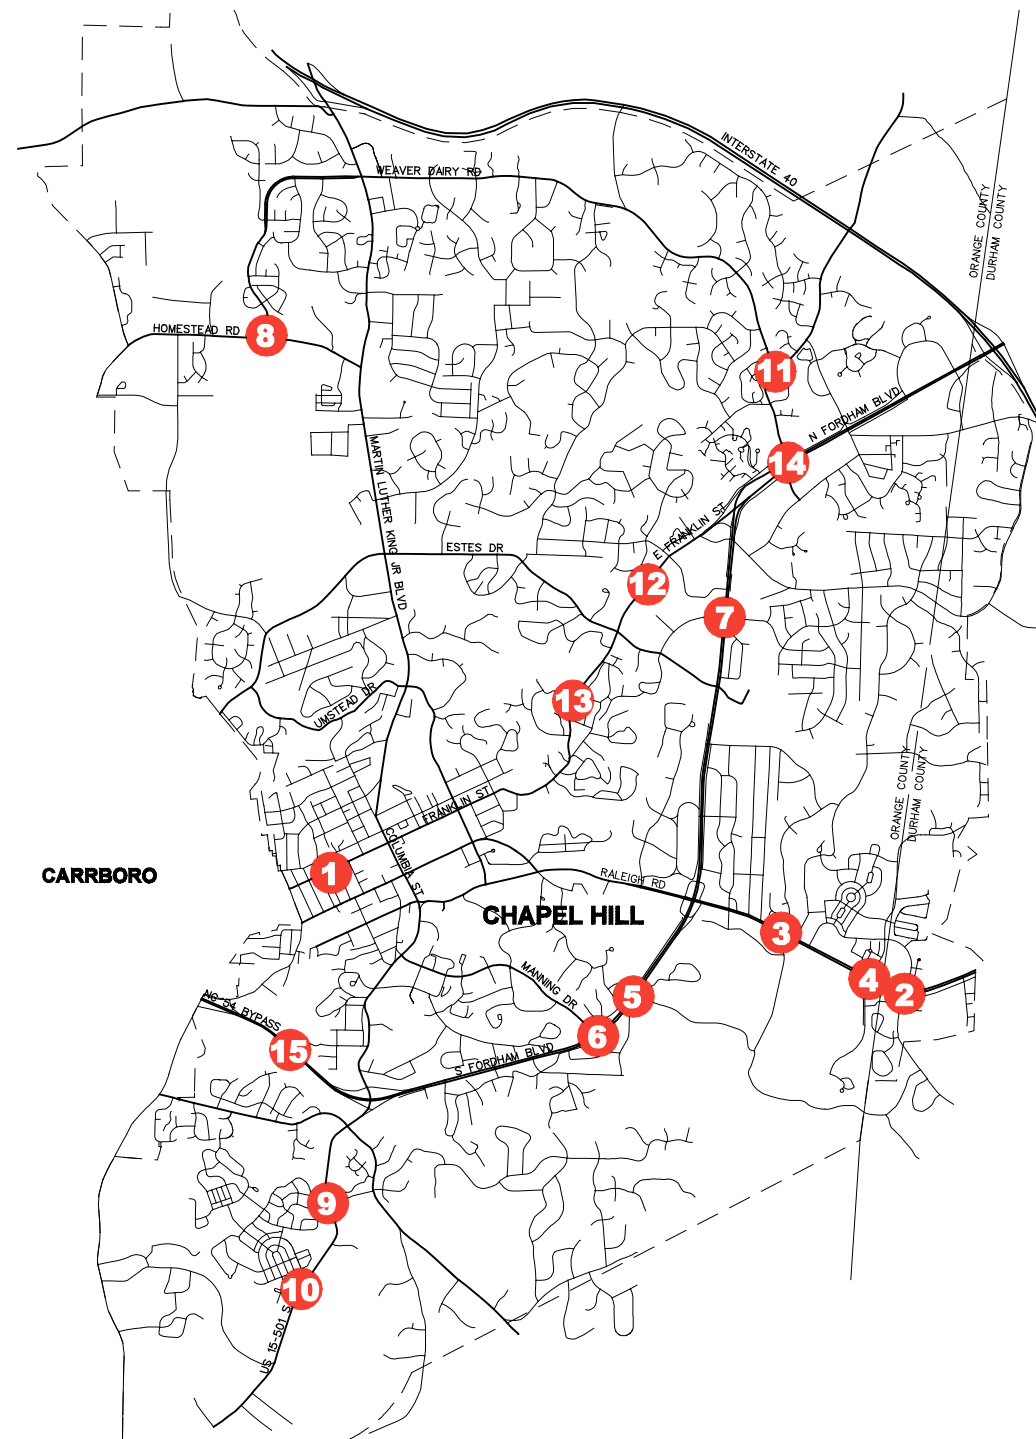 INTERSTATE 40
WEAVER DAIRY RD
ORANGE COUNTY
DURHAM COUNTY
HOMESTEAD RD
8
11
N FORDHAM BLVD
MARTIN LUTHER KING JR BLVD
14
E FRANKLIN ST
ESTES DR
12
7
UMSTEAD DR
13
ORANGE COUNTY
DURHAM COUNTY
FRANKLIN ST
COLUMBIA ST
1
CARRBORO
RALEIGH RD
CHAPEL HILL
3
MANNING DR
4
2
5
NC 54 BYPASS
6
15
S FORDHAM BLVD
9
10
US 15-501 S